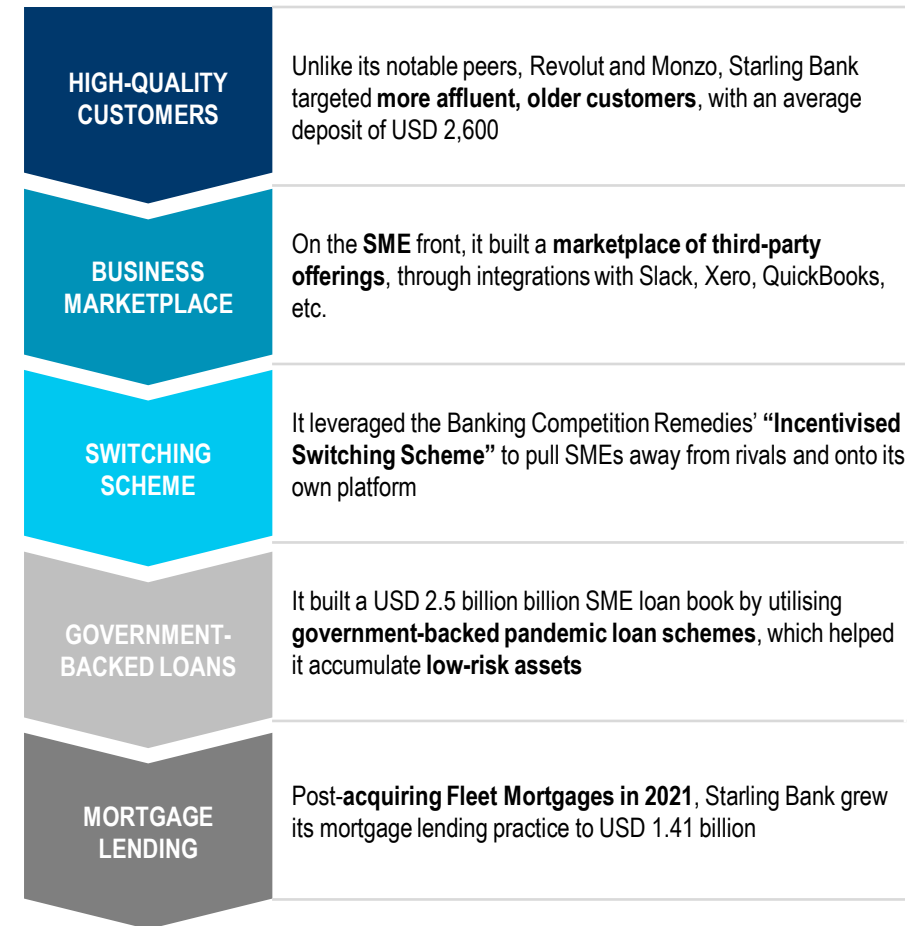 HIGH-QUALITY
CUSTOMERS
Unlike its notable peers, Revolut and Monzo, Starling Bank
targeted more affluent, older customers, with an average
deposit of USD 2,600
BUSINESS
MARKETPLACE
On the SME front, it built a marketplace of third-party
offerings, through integrations with Slack, Xero, QuickBooks,
etc.
SWITCHING
SCHEME
It leveraged the Banking Competition Remedies’ “Incentivised
Switching Scheme” to pull SMEs away from rivals and onto its
own platform
GOVERNMENT-
BACKED LOANS
It built a USD 2.5 billion billion SME loan book by utilising
government-backed pandemic loan schemes, which helped
it accumulate low-risk assets
MORTGAGE
LENDING
Post-acquiring Fleet Mortgages in 2021, Starling Bank grew
its mortgage lending practice to USD 1.41 billion